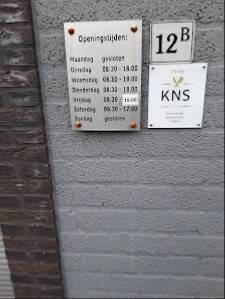 Openingstijden:
Maandag gesloten
Dinsdag 08.30 - 18.00
Woensdag 08.30 - 18.00
Donderdag 08.30 - 18.00
Vrijdag 08.30 - 18.00
Zaterdag 08.30 - 17.00
Zondag gesloten
12B
KNS